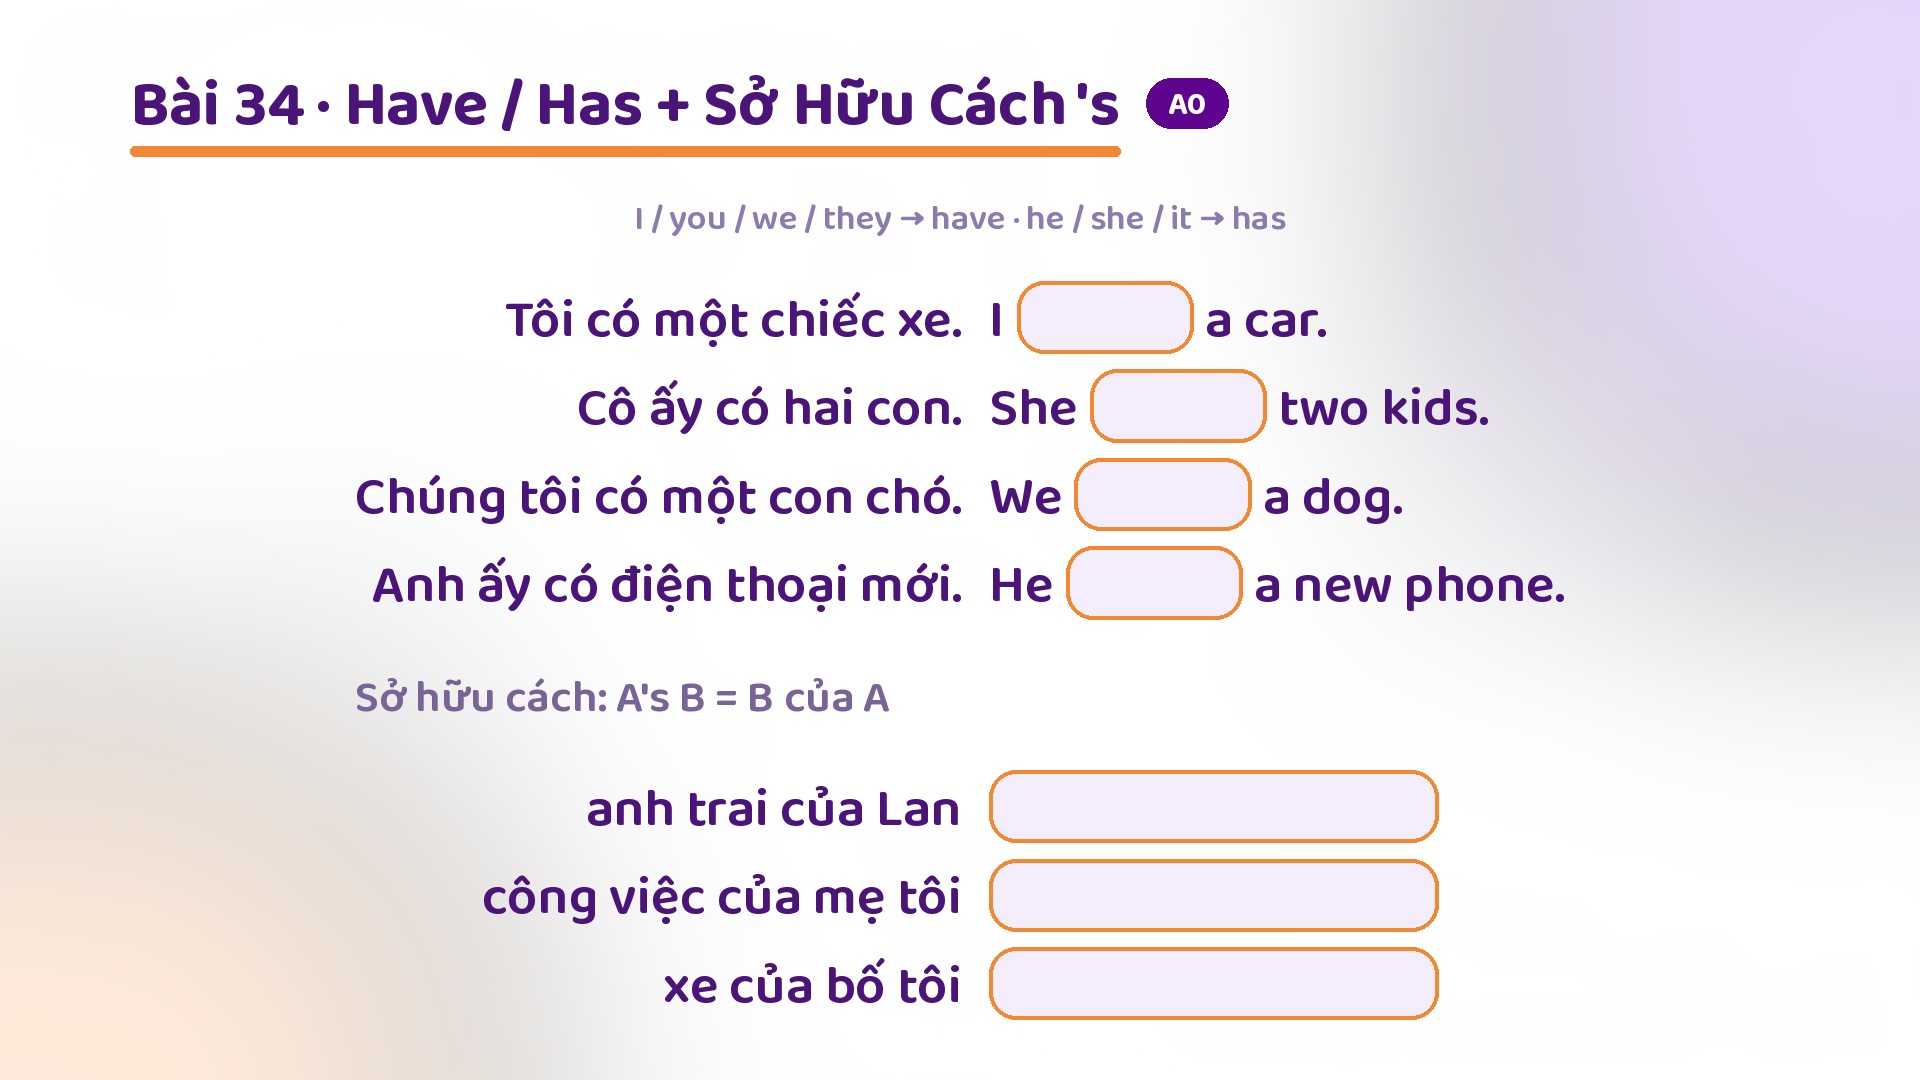 Bài 34 · Have / Has + Sở Hữu Cách 's A0
I / you / we / they → have · he / she / it → has
Tôi có một chiếc xe. I a car.
Cô ấy có hai con. She two kids.
Chúng tôi có một con chó. We a dog.
Anh ấy có điện thoại mới. He a new phone.
Sở hữu cách: A's B = B của A
anh trai của Lan
công việc của mẹ tôi
xe của bố tôi